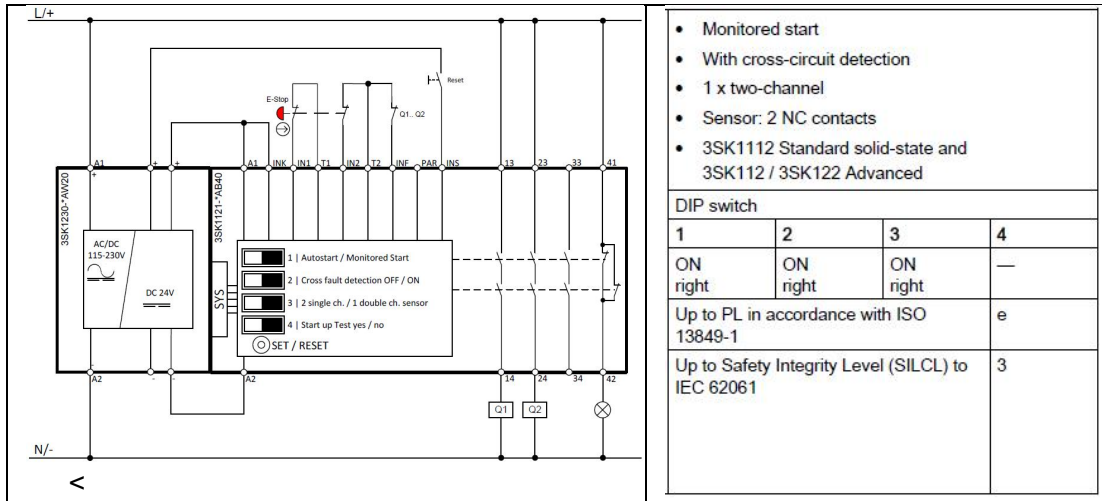 L/+
Reset
E-Stop
Q1.. Q2
A1 + + A1 INK IN1 T1 IN2 T2 INF PAR INS 13 23 33 41
+
3SK1230-*AW20
3SK1121-*AB40
AC/DC
115-230V
DC 24V
SYS
1 | Autostart / Monitored Start
2 | Cross fault detection OFF / ON
3 | 2 single ch. / 1 double ch. sensor
4 | Start up Test yes / no
SET / RESET
-
A2 - - A2 14 24 34 42
Q1 Q2
N/-
<
• Monitored start
• With cross-circuit detection
• 1 x two-channel
• Sensor: 2 NC contacts
• 3SK1112 Standard solid-state and
3SK112 / 3SK122 Advanced
DIP switch
1 2 3 4
ON ON ON —
right right right
Up to PL in accordance with ISO e
13849-1
Up to Safety Integrity Level (SILCL) to 3
IEC 62061